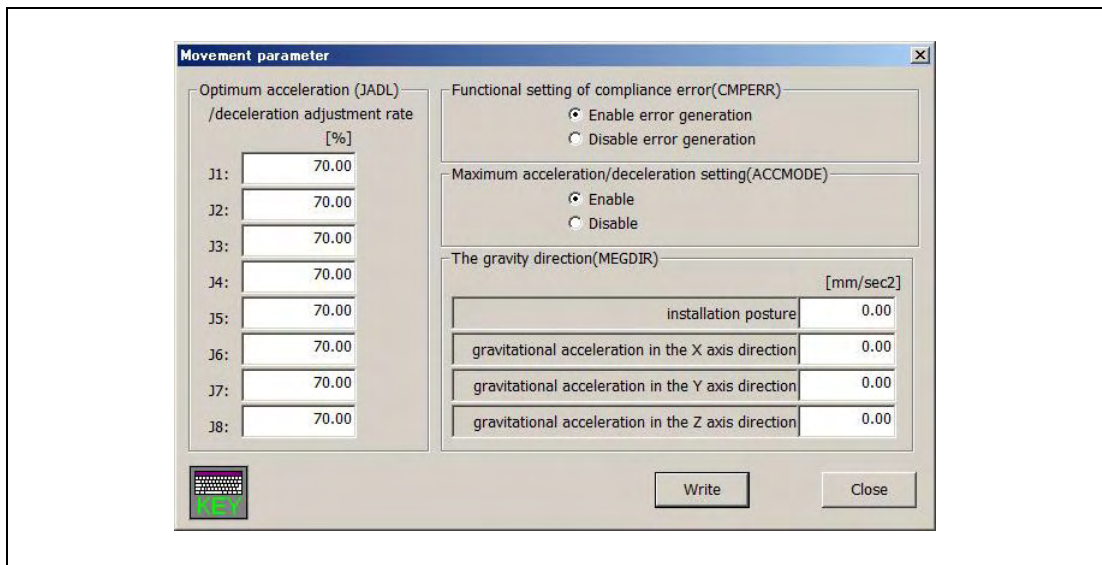 Movement parameter
Optimum acceleration (JADL)
/deceleration adjustment rate
[%]
J1: 70.00
J2: 70.00
J3: 70.00
J4: 70.00
J5: 70.00
J6: 70.00
J7: 70.00
J8: 70.00
Functional setting of compliance error(CMPERR)
Enable error generation
Disable error generation
Maximum acceleration/deceleration setting(ACCMODE)
Enable
Disable
The gravity direction(MEGDIR)
[mm/sec2]
installation posture 0.00
gravitational acceleration in the X axis direction 0.00
gravitational acceleration in the Y axis direction 0.00
gravitational acceleration in the Z axis direction 0.00
KEY
Write
Close